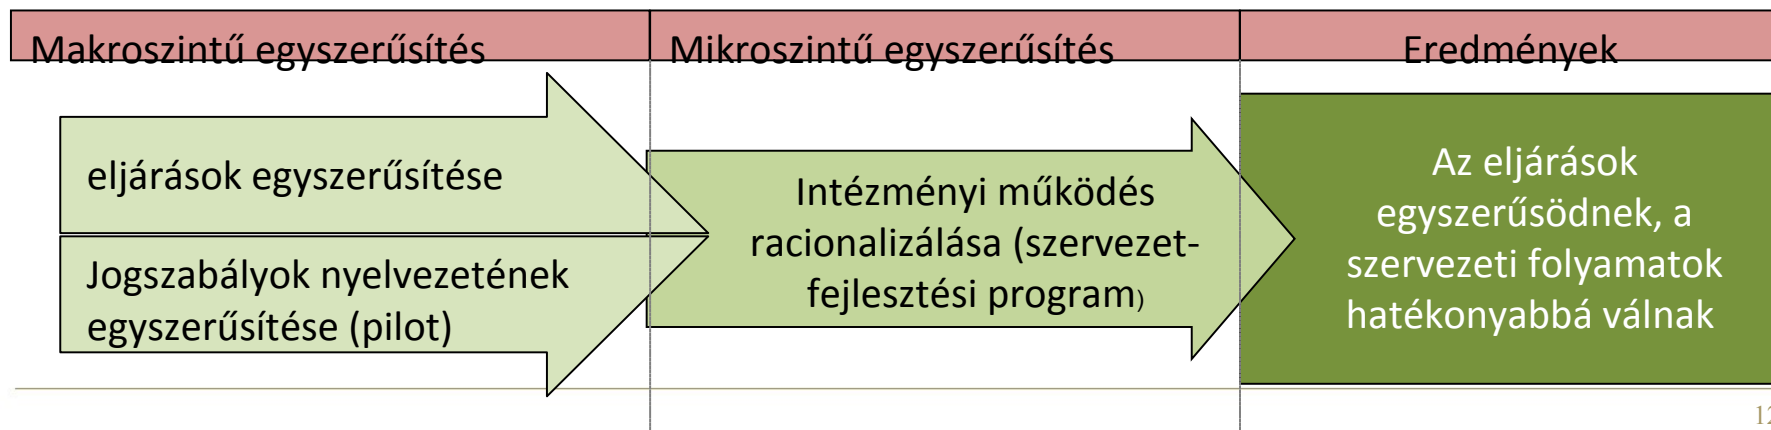 Makroszintű egyszerűsítés
Mikroszintű egyszerűsítés
Eredmények
eljárások egyszerűsítése
Jogszabályok nyelvezetének
egyszerűsítése (pilot)
Intézményi működés
racionalizálása (szervezet-
fejlesztési program)
Az eljárások
egyszerűsödnek, a
szervezeti folyamatok
hatékonyabbá válnak
12